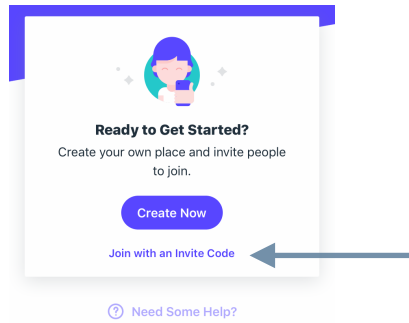 Ready to Get Started?
Create your own place and invite people
to join.
Create Now
Join with an Invite Code
? Need Some Help?